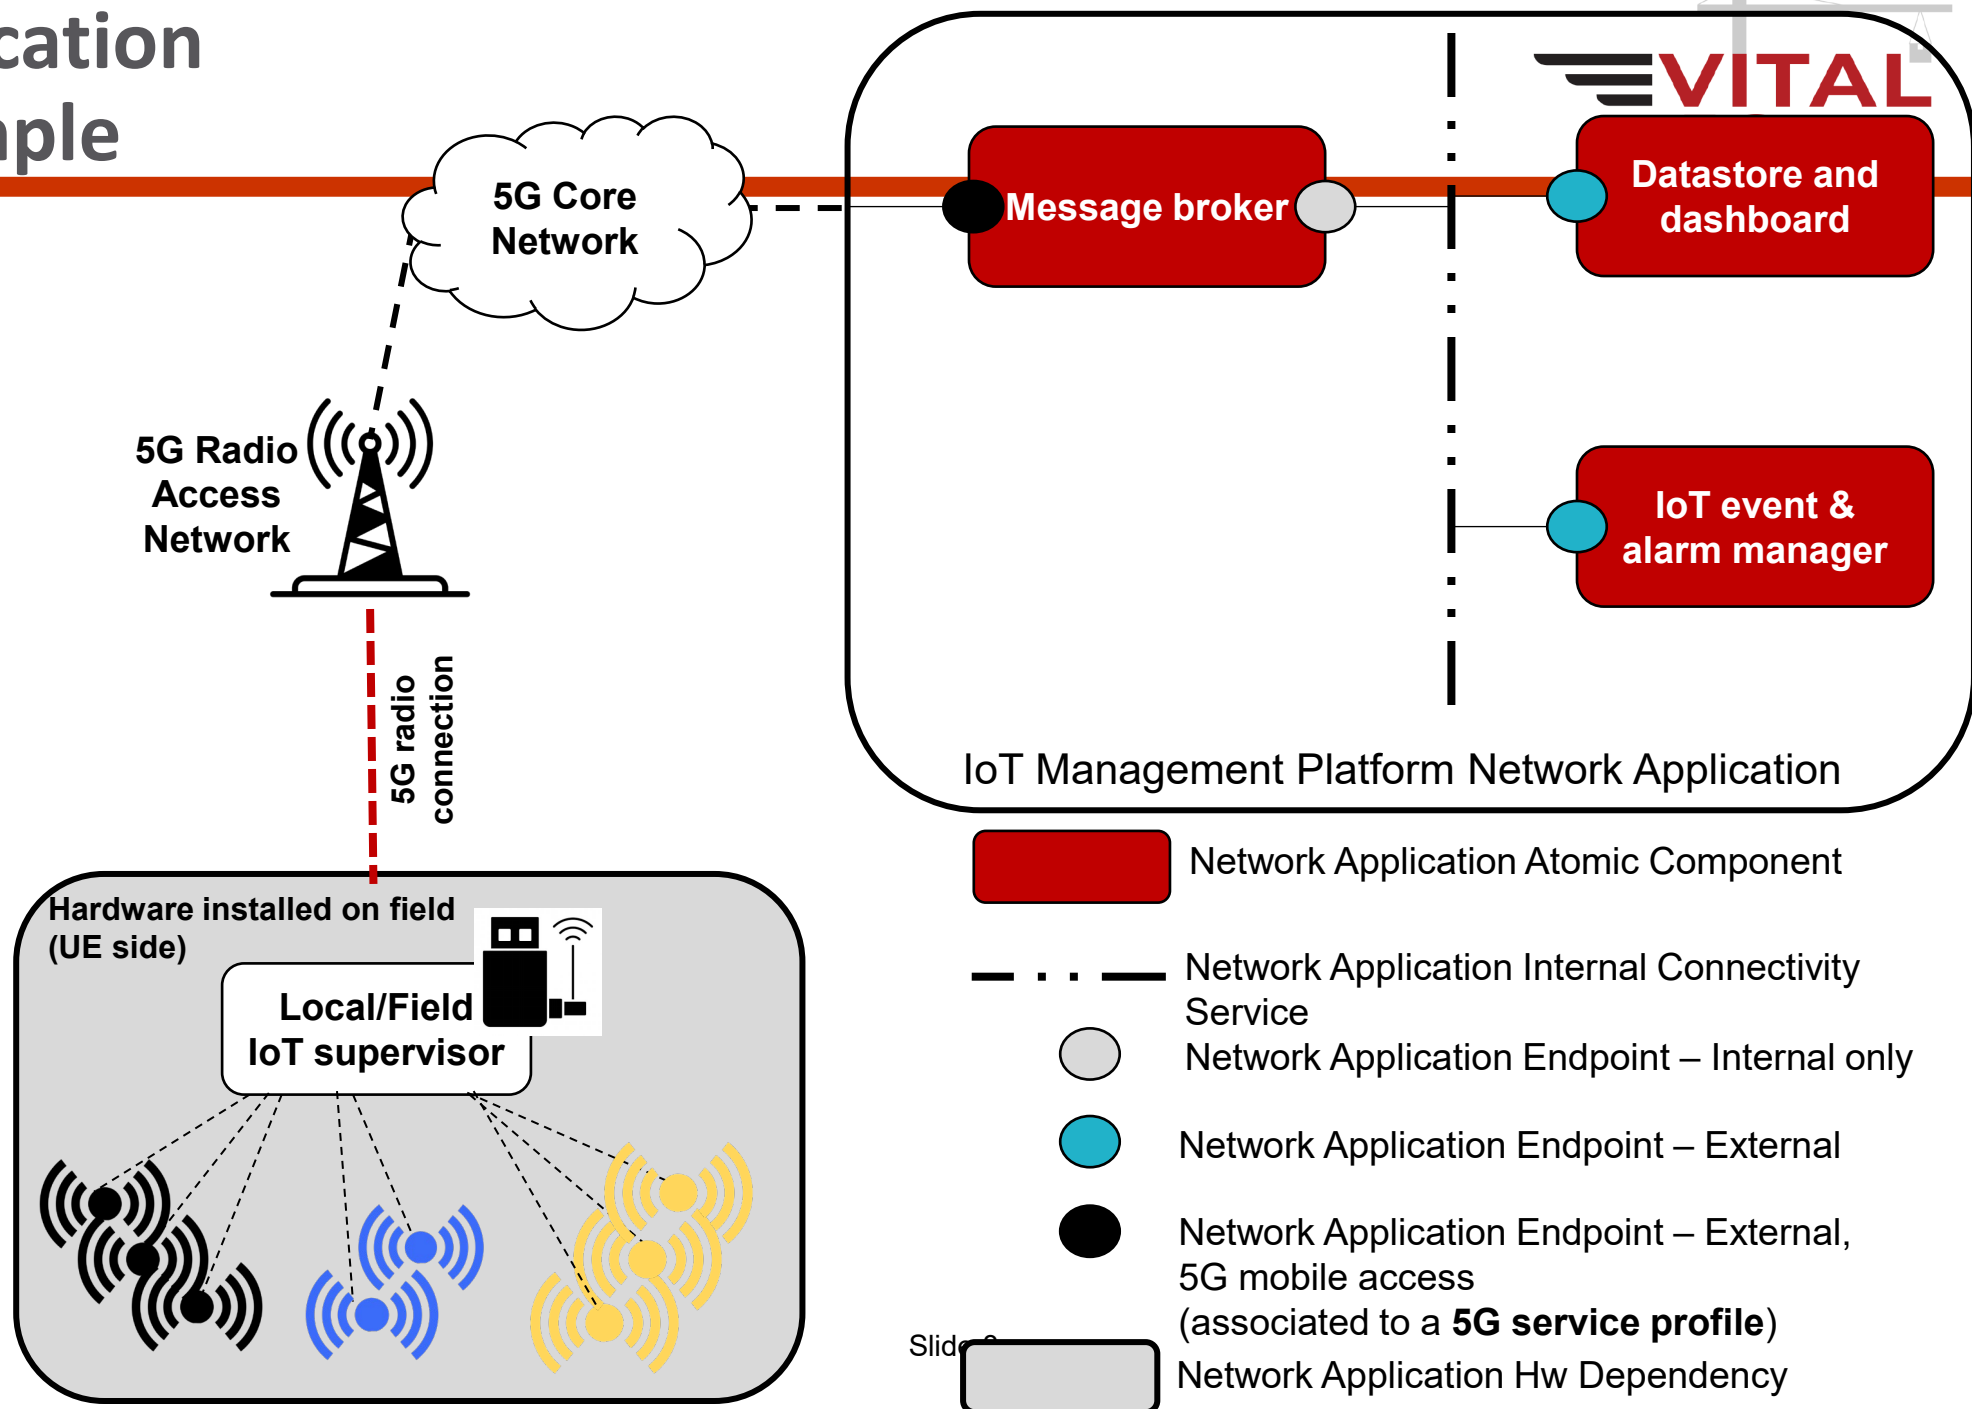 cation
mple
VITAL
5G Core
Network
Message broker
Datastore and
dashboard
5G Radio
Access
Network
IoT event &
alarm manager
5G radio
connection
IoT Management Platform Network Application
Hardware installed on field
(UE side)
Local/Field
IoT supervisor
Network Application Atomic Component
Network Application Internal Connectivity
Service
Network Application Endpoint – Internal only
Network Application Endpoint – External
Network Application Endpoint – External,
5G mobile access
(associated to a 5G service profile)
Slide
Network Application Hw Dependency